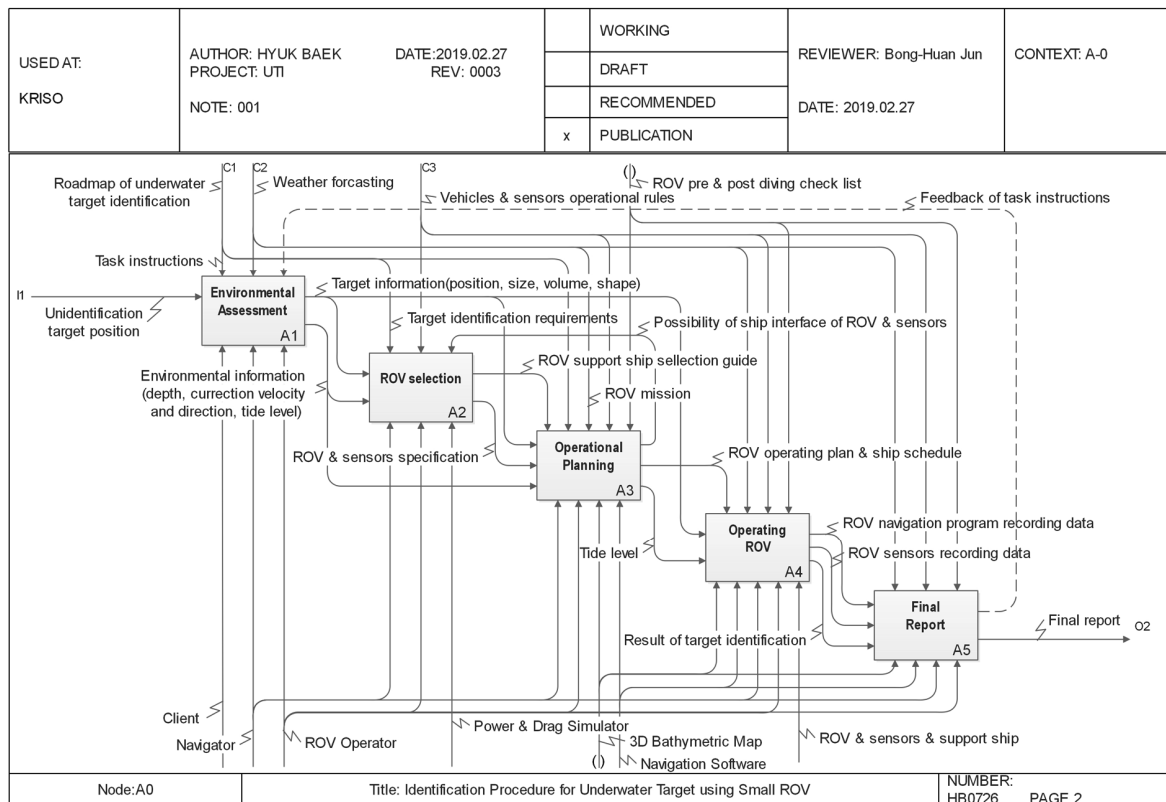 USED AT:
KRISO
AUTHOR: HYUK BAEK DATE:2019.02.27
PROJECT: UTI REV: 0003
NOTE: 001
WORKING
DRAFT
RECOMMENDED
x PUBLICATION
REVIEWER: Bong-Huan Jun
DATE: 2019.02.27
CONTEXT: A-0
C1
C2
C3
()
Roadmap of underwater
target identification
Weather forcasting
Vehicles & sensors operational rules
ROV pre & post diving check list
Feedback of task instructions
Task instructions
I1
Unidentification
target position
Environmental
Assessment
A1
Target information(position, size, volume, shape)
Target identification requirements
Possibility of ship interface of ROV & sensors
Environmental information
(depth, currection velocity
and direction, tide level)
ROV selection
A2
ROV support ship sellection guide
ROV mission
ROV & sensors specification
Operational
Planning
A3
ROV operating plan & ship schedule
Tide level
Operating
ROV
A4
ROV navigation program recording data
ROV sensors recording data
Result of target identification
Final
Report
A5
Final report
O2
Client
Navigator
ROV Operator
Power & Drag Simulator
3D Bathymetric Map
()
Navigation Software
ROV & sensors & support ship
Node:A0
Title: Identification Procedure for Underwater Target using Small ROV
NUMBER:
HB0726 PAGE 2